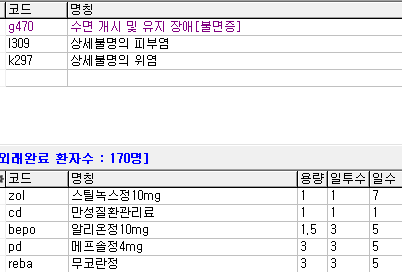 코드 명칭
g470 수면 개시 및 유지 장애[불면증]
l309 상세불명의 피부염
k297 상세불명의 위염
외래완료 환자수 : 170명]
코드 명칭 용량 일투수 일수
zol 스틸녹스정10mg 1 1 7
cd 만성질환관리료 1 1 1
bepo 알리온정10mg 1.5 3 5
pd 메프솔정4mg 3 3 5
reba 무코란정 3 3 5